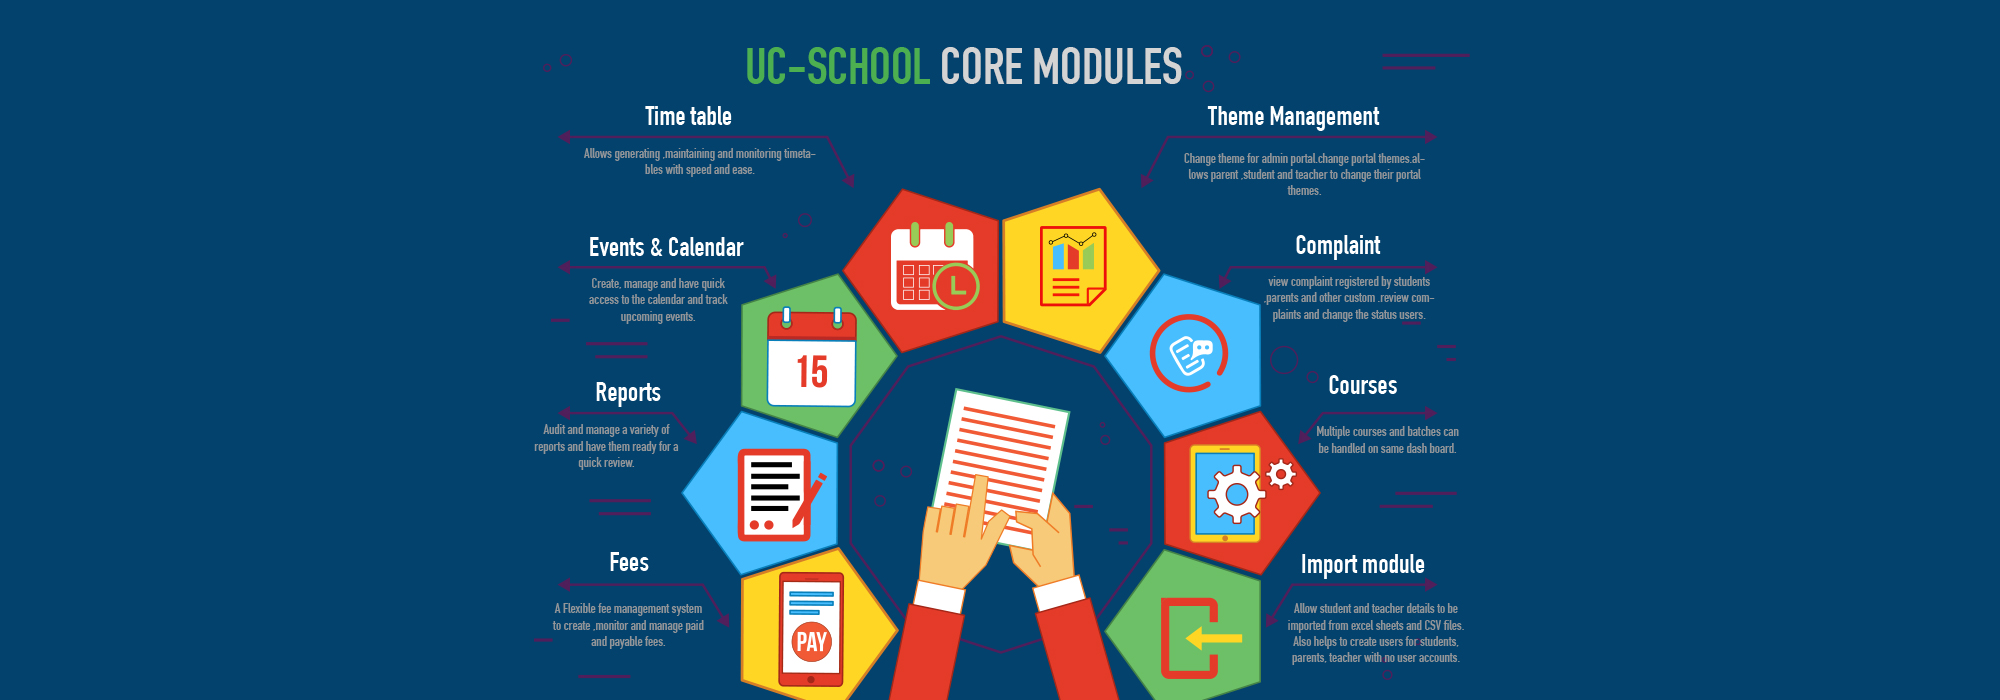 UC-SCHOOL CORE MODULES
Time table
Allows generating ,maintaining and monitoring timeta-
bles with speed and ease.
Events & Calendar
Create, manage and have quick
access to the calendar and track
upcoming events.
Reports
Audit and manage a variety of
reports and have them ready for a
quick review.
Fees
A Flexible fee management system
to create ,monitor and manage paid
and payable fees.
Theme Management
Change theme for admin portal.change portal themes.al-
lows parent ,student and teacher to change their portal
themes.
Complaint
view complaint registered by students
,parents and other custom .review com-
plaints and change the status users.
Courses
Multiple courses and batches can
be handled on same dash board.
Import module
Allow student and teacher details to be
imported from excel sheets and CSV files.
Also helps to create users for students,
parents, teacher with no user accounts.
15
PAY